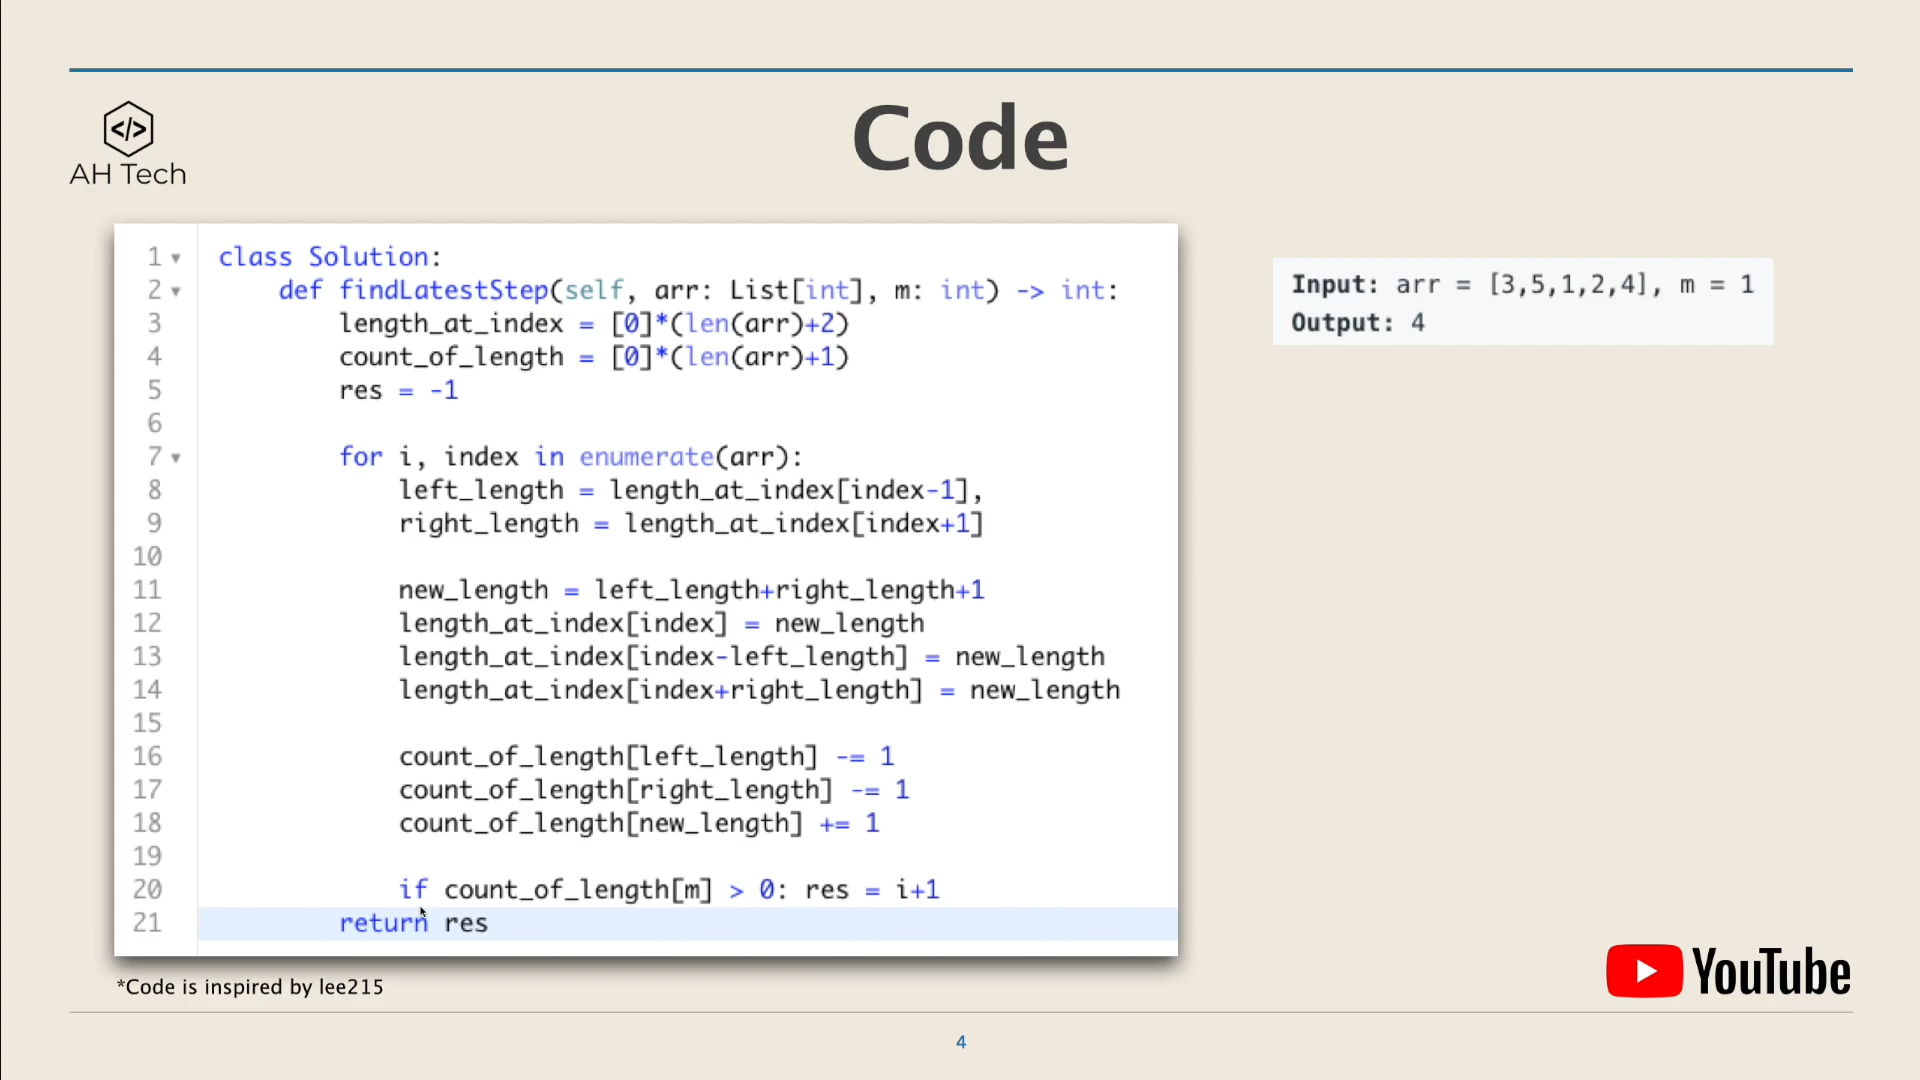 </>
AH Tech
Code
1 class Solution:
2 def findLatestStep(self, arr: List[int], m: int) -> int:
3 length_at_index = [0]*(len(arr)+2)
4 count_of_length = [0]*(len(arr)+1)
5 res = -1
6
7 for i, index in enumerate(arr):
8 left_length = length_at_index[index-1],
9 right_length = length_at_index[index+1]
10
11 new_length = left_length+right_length+1
12 length_at_index[index] = new_length
13 length_at_index[index-left_length] = new_length
14 length_at_index[index+right_length] = new_length
15
16 count_of_length[left_length] -= 1
17 count_of_length[right_length] -= 1
18 count_of_length[new_length] += 1
19
20 if count_of_length[m] > 0: res = i+1
21 return res
Input: arr = [3,5,1,2,4], m = 1
Output: 4
*Code is inspired by lee215
YouTube
4